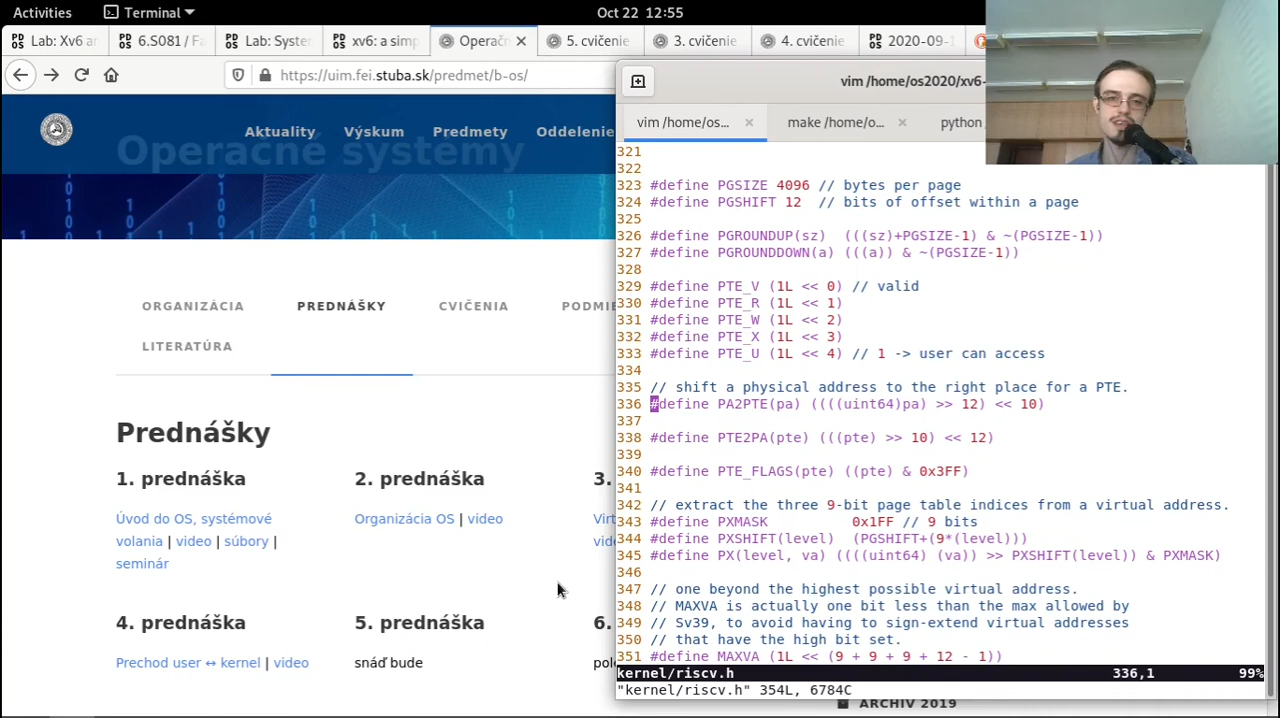 Activities
Terminal
Oct 22 12:55
Lab: Xv6 ar
6.S081 / Fa
Lab: Syster
xv6: a simp
Operačn
5. cvičenie
3. cvičenie
4. cvičenie
2020-09-1
https://uim.fei.stuba.sk/predmet/b-os/
Aktuality
Výskum
Predmety
Oddelenie
Operačné systémy
ORGANIZÁCIA
PREDNÁŠKY
CVIČENIA
PODMIE
LITERATÚRA
Prednášky
1. prednáška
2. prednáška
3.
Úvod do OS, systémové
volania | video | súbory |
seminár
Organizácia OS | video
Virt
vide
4. prednáška
5. prednáška
6.
Prechod user ↔ kernel | video
snáď bude
pol
ARCHÍV 2019
vim /home/os2020/xv6-
vim /home/os...
make /home/o...
python
321
322
323 #define PGSIZE 4096 // bytes per page
324 #define PGSHIFT 12  // bits of offset within a page
325
326 #define PGROUNDUP(sz)  (((sz)+PGSIZE-1) & ~(PGSIZE-1))
327 #define PGROUNDDOWN(a) (((a)) & ~(PGSIZE-1))
328
329 #define PTE_V (1L << 0) // valid
330 #define PTE_R (1L << 1)
331 #define PTE_W (1L << 2)
332 #define PTE_X (1L << 3)
333 #define PTE_U (1L << 4) // 1 -> user can access
334
335 // shift a physical address to the right place for a PTE.
336 #define PA2PTE(pa) ((((uint64)pa) >> 12) << 10)
337
338 #define PTE2PA(pte) (((pte) >> 10) << 12)
339
340 #define PTE_FLAGS(pte) ((pte) & 0x3FF)
341
342 // extract the three 9-bit page table indices from a virtual address.
343 #define PXMASK          0x1FF // 9 bits
344 #define PXSHIFT(level)  (PGSHIFT+(9*(level)))
345 #define PX(level, va) ((((uint64) (va)) >> PXSHIFT(level)) & PXMASK)
346
347 // one beyond the highest possible virtual address.
348 // MAXVA is actually one bit less than the max allowed by
349 // Sv39, to avoid having to sign-extend virtual addresses
350 // that have the high bit set.
351 #define MAXVA (1L << (9 + 9 + 9 + 12 - 1))
kernel/riscv.h 336,1 99%
"kernel/riscv.h" 354L, 6784C